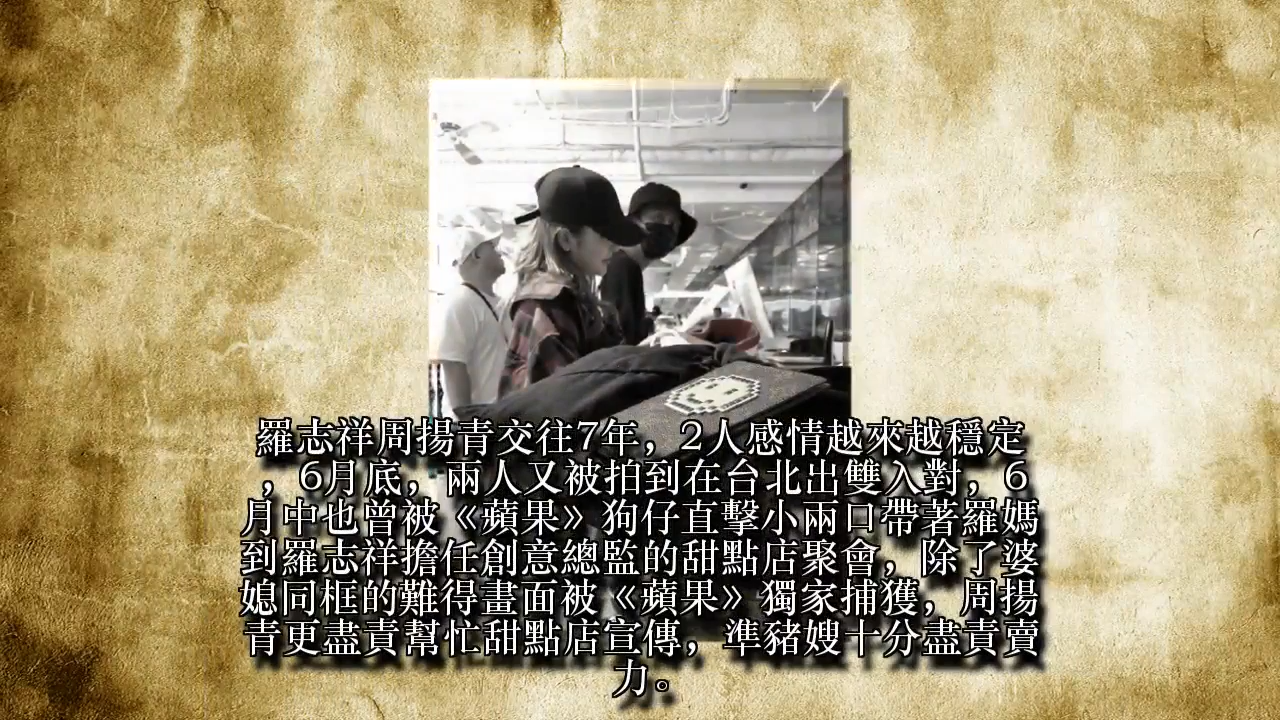 羅志祥周揚青交往7年，2人感情越來越穩定
，6月底，兩人又被拍到在台北出雙入對，6
月中也曾被《蘋果》狗仔直擊小兩口帶著羅媽
到羅志祥擔任創意總監的甜點店聚會，除了婆
媳同框的難得畫面被《蘋果》獨家捕獲，周揚
青更盡責幫忙甜點店宣傳，準豬嫂十分盡責賣
力。